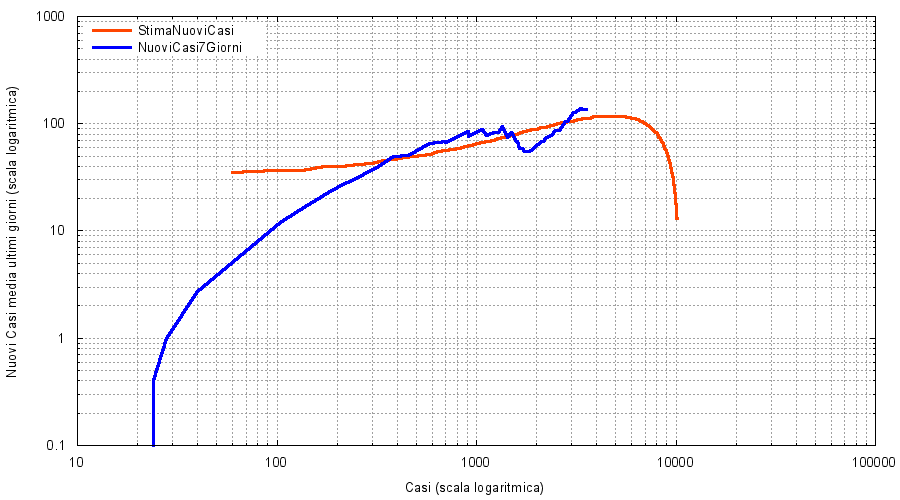 1000
100
10
1
0.1
StimaNuoviCasi
NuoviCasi7Giorni
Nuovi Casi media ultimi giorni (scala logaritmica)
10 100 1000 10000 100000
Casi (scala logaritmica)